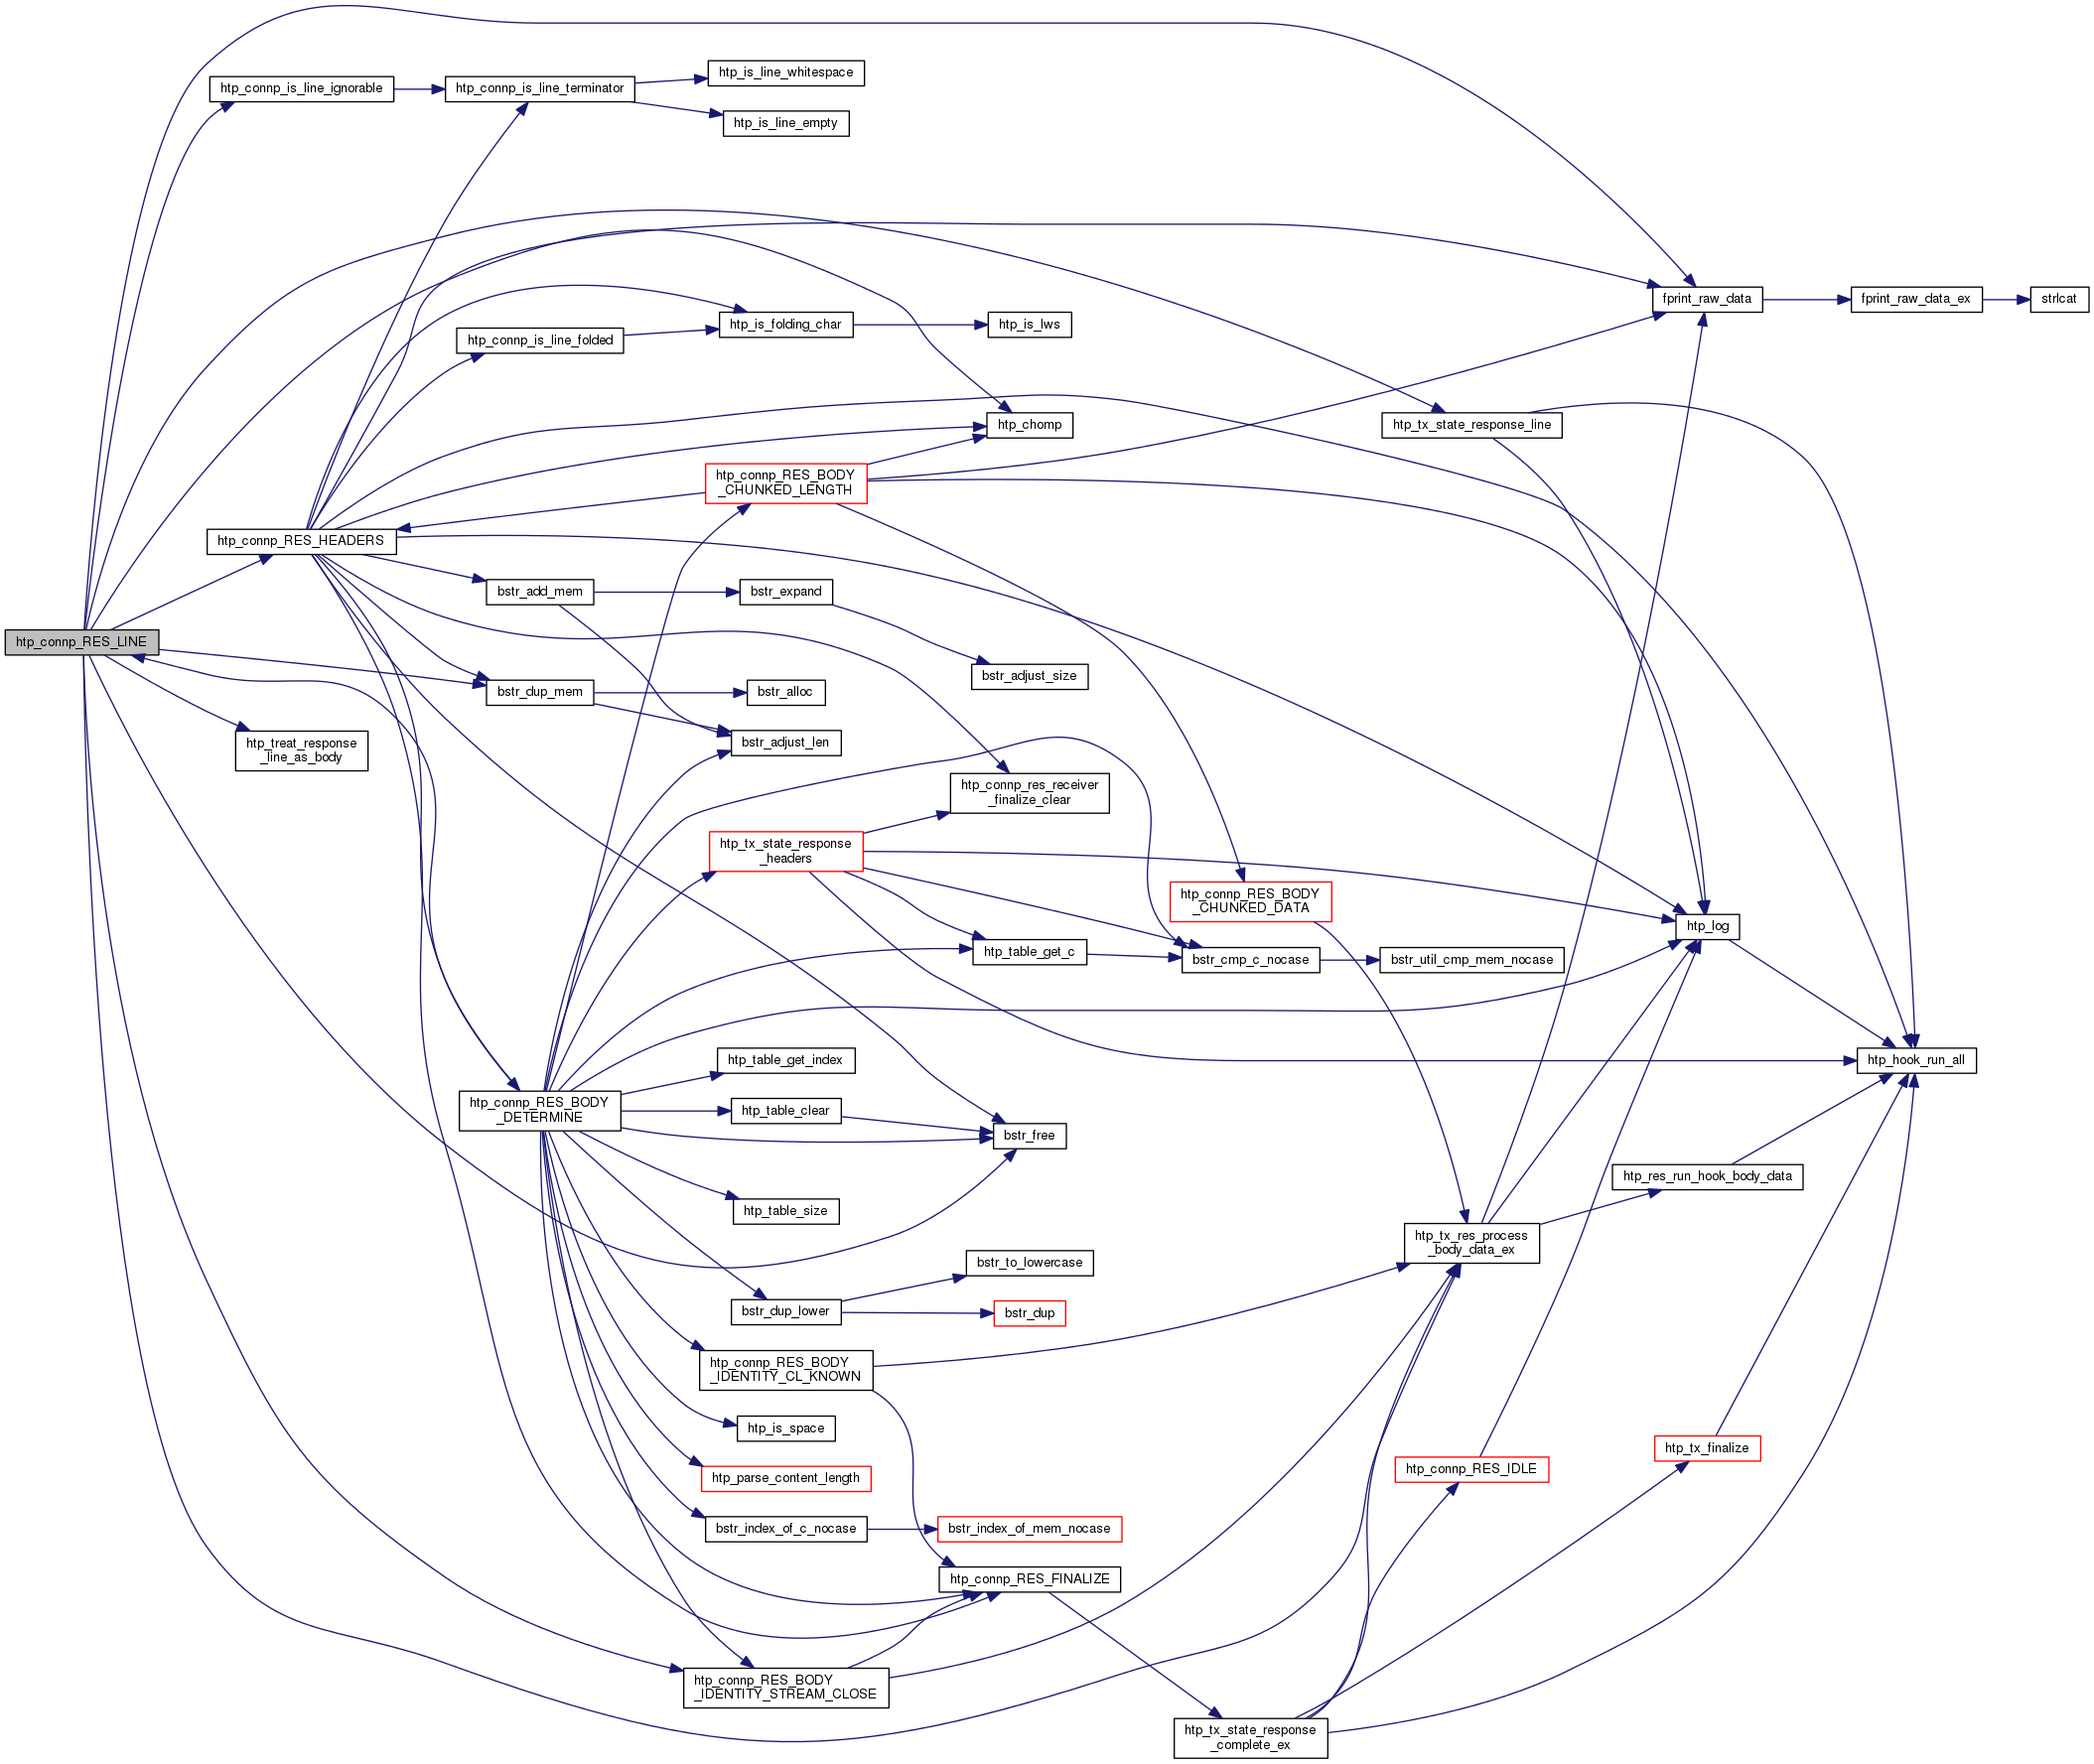 htp_is_line_whitespace
htp_connp_is_line_ignorable
htp_connp_is_line_terminator
htp_is_line_empty
fprint_raw_data
fprint_raw_data_ex
strlcat
htp_is_folding_char
htp_is_lws
htp_connp_is_line_folded
htp_chomp
htp_tx_state_response_line
htp_connp_RES_BODY
_CHUNKED_LENGTH
htp_connp_RES_HEADERS
bstr_add_mem
bstr_expand
htp_connp_RES_LINE
bstr_adjust_size
bstr_dup_mem
bstr_alloc
htp_treat_response
_line_as_body
bstr_adjust_len
htp_connp_res_receiver
_finalize_clear
htp_tx_state_response
_headers
htp_connp_RES_BODY
_CHUNKED_DATA
htp_log
htp_table_get_c
bstr_cmp_c_nocase
bstr_util_cmp_mem_nocase
htp_table_get_index
htp_hook_run_all
htp_connp_RES_BODY
_DETERMINE
htp_table_clear
bstr_free
htp_res_run_hook_body_data
htp_table_size
htp_tx_res_process
_body_data_ex
bstr_to_lowercase
bstr_dup_lower
bstr_dup
htp_connp_RES_BODY
_IDENTITY_CL_KNOWN
htp_is_space
htp_tx_finalize
htp_parse_content_length
htp_connp_RES_IDLE
bstr_index_of_c_nocase
bstr_index_of_mem_nocase
htp_connp_RES_FINALIZE
htp_connp_RES_BODY
_IDENTITY_STREAM_CLOSE
htp_tx_state_response
_complete_ex